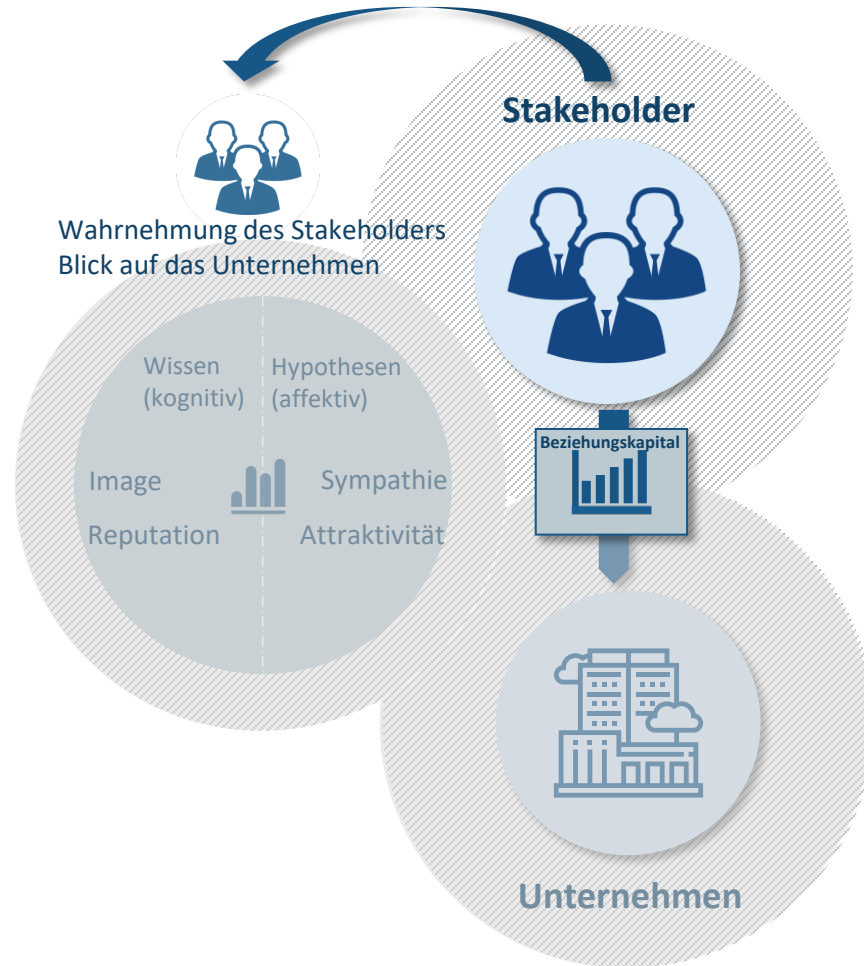 Stakeholder
Wahrnehmung des Stakeholders
Blick auf das Unternehmen
Wissen
(kognitiv)
Hypothesen
(affektiv)
Image
Sympathie
Reputation
Attraktivität
Beziehungskapital
Unternehmen